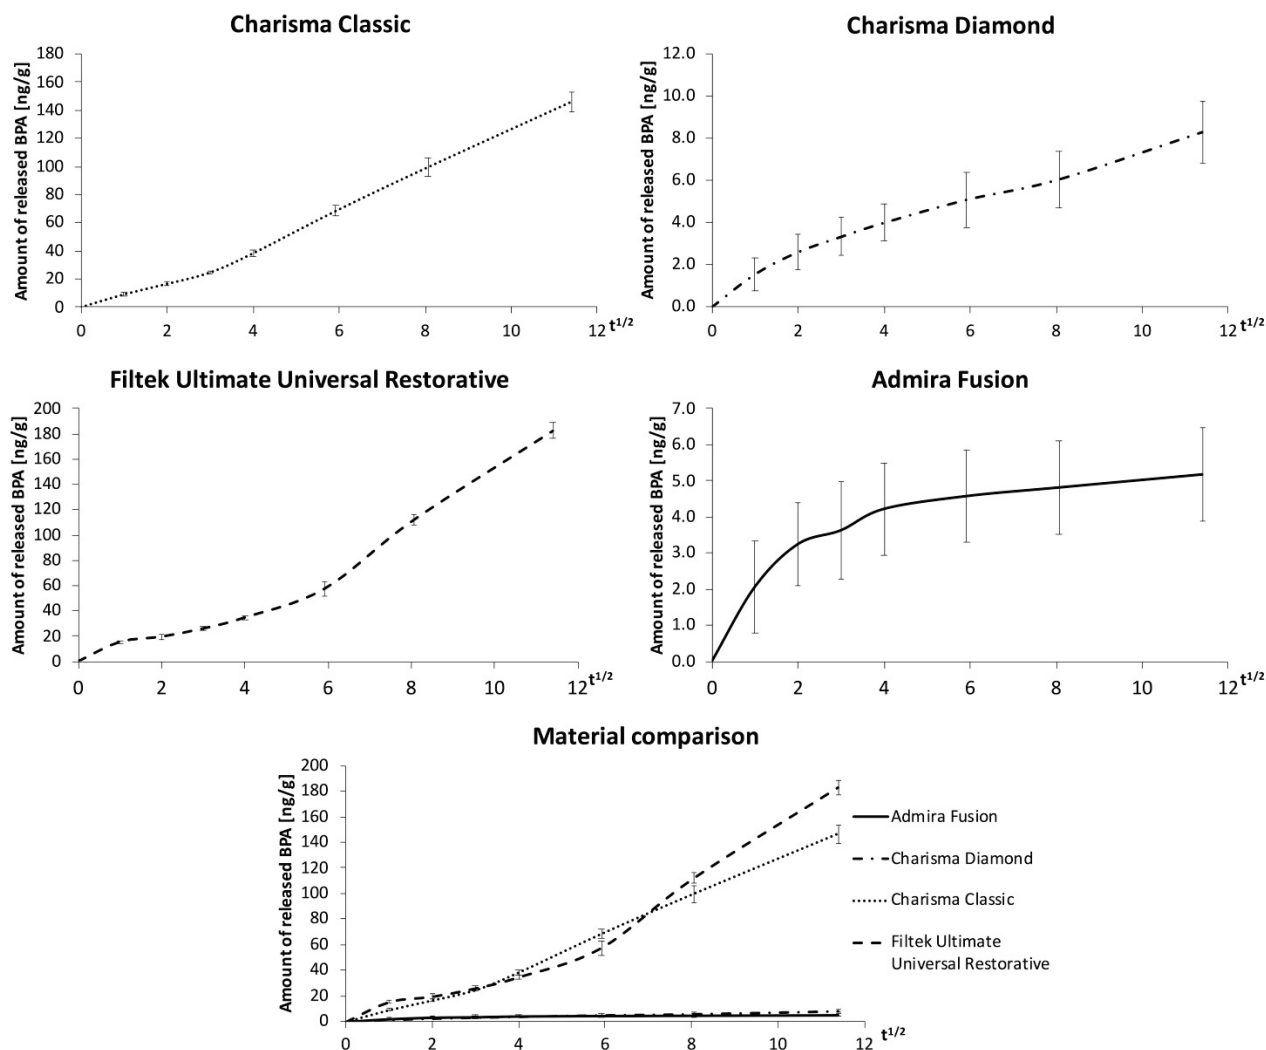 Charisma Classic
Amount of released BPA [ng/g]
180
160
140
120
100
80
60
40
20
0
0 2 4 6 8 10 12 t1/2
Charisma Diamond
Amount of released BPA [ng/g]
12.0
10.0
8.0
6.0
4.0
2.0
0.0
0 2 4 6 8 10 12 t1/2
Filtek Ultimate Universal Restorative
Amount of released BPA [ng/g]
200
180
160
140
120
100
80
60
40
20
0
0 2 4 6 8 10 12 t1/2
Admira Fusion
Amount of released BPA [ng/g]
7.0
6.0
5.0
4.0
3.0
2.0
1.0
0.0
0 2 4 6 8 10 12 t1/2
Material comparison
Amount of released BPA [ng/g]
200
180
160
140
120
100
80
60
40
20
0
0 2 4 6 8 10 12 t1/2
Admira Fusion
Charisma Diamond
Charisma Classic
Filtek Ultimate
Universal Restorative